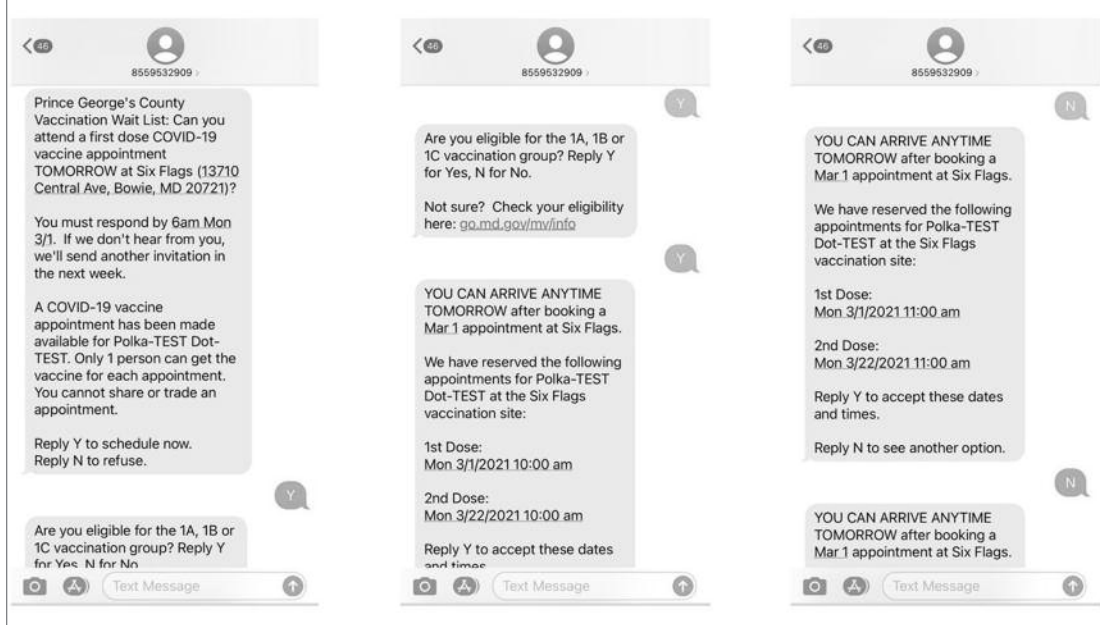 46
8559532909 >
Prince George's County
Vaccination Wait List: Can you
attend a first dose COVID-19
vaccine appointment
TOMORROW at Six Flags (13710
Central Ave, Bowie, MD 20721)?
You must respond by 6am Mon
3/1. If we don't hear from you,
we'll send another invitation in
the next week.
A COVID-19 vaccine
appointment has been made
available for Polka-TEST Dot-
TEST. Only 1 person can get the
vaccine for each appointment.
You cannot share or trade an
appointment.
Reply Y to schedule now.
Reply N to refuse.
Y
Are you eligible for the 1A, 1B or
1C vaccination group? Reply Y
for Yes, N for No.
Text Message
46
8559532909 >
Y
Are you eligible for the 1A, 1B or
1C vaccination group? Reply Y
for Yes, N for No.
Not sure? Check your eligibility
here: go.md.gov/mv/info
Y
YOU CAN ARRIVE ANYTIME
TOMORROW after booking a
Mar 1 appointment at Six Flags.
We have reserved the following
appointments for Polka-TEST
Dot-TEST at the Six Flags
vaccination site:
1st Dose:
Mon 3/1/2021 10:00 am
2nd Dose:
Mon 3/22/2021 10:00 am
Reply Y to accept these dates
and times
Text Message
46
8559532909 >
N
YOU CAN ARRIVE ANYTIME
TOMORROW after booking a
Mar 1 appointment at Six Flags.
We have reserved the following
appointments for Polka-TEST
Dot-TEST at the Six Flags
vaccination site:
1st Dose:
Mon 3/1/2021 11:00 am
2nd Dose:
Mon 3/22/2021 11:00 am
Reply Y to accept these dates
and times.
Reply N to see another option.
N
YOU CAN ARRIVE ANYTIME
TOMORROW after booking a
Mar 1 appointment at Six Flags.
Text Message